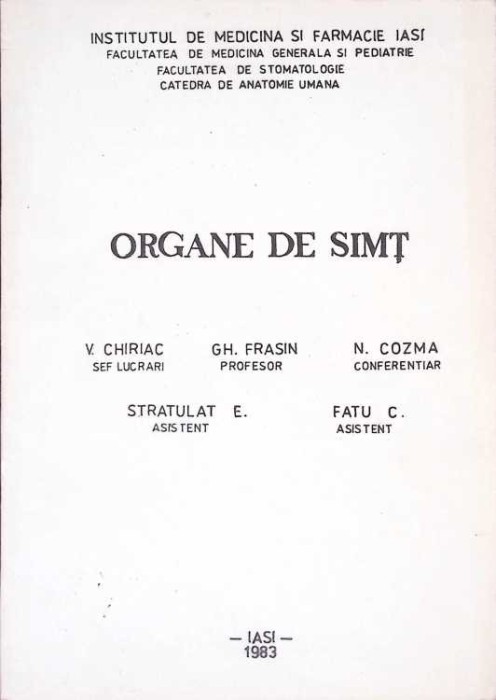 INSTITUTUL DE MEDICINA SI FARMACIE IASI
FACULTATEA DE MEDICINA GENERALA SI PEDIATRIE
FACULTATEA DE STOMATOLOGIE
CATEDRA DE ANATOMIE UMANA
ORGANE DE SIMȚ
V. CHIRIAC GH. FRASIN N. COZMA
SEF LUCRARI PROFESOR CONFERENTIAR
STRATULAT E. FATU C.
ASISTENT ASISTENT
— IASI —
1983